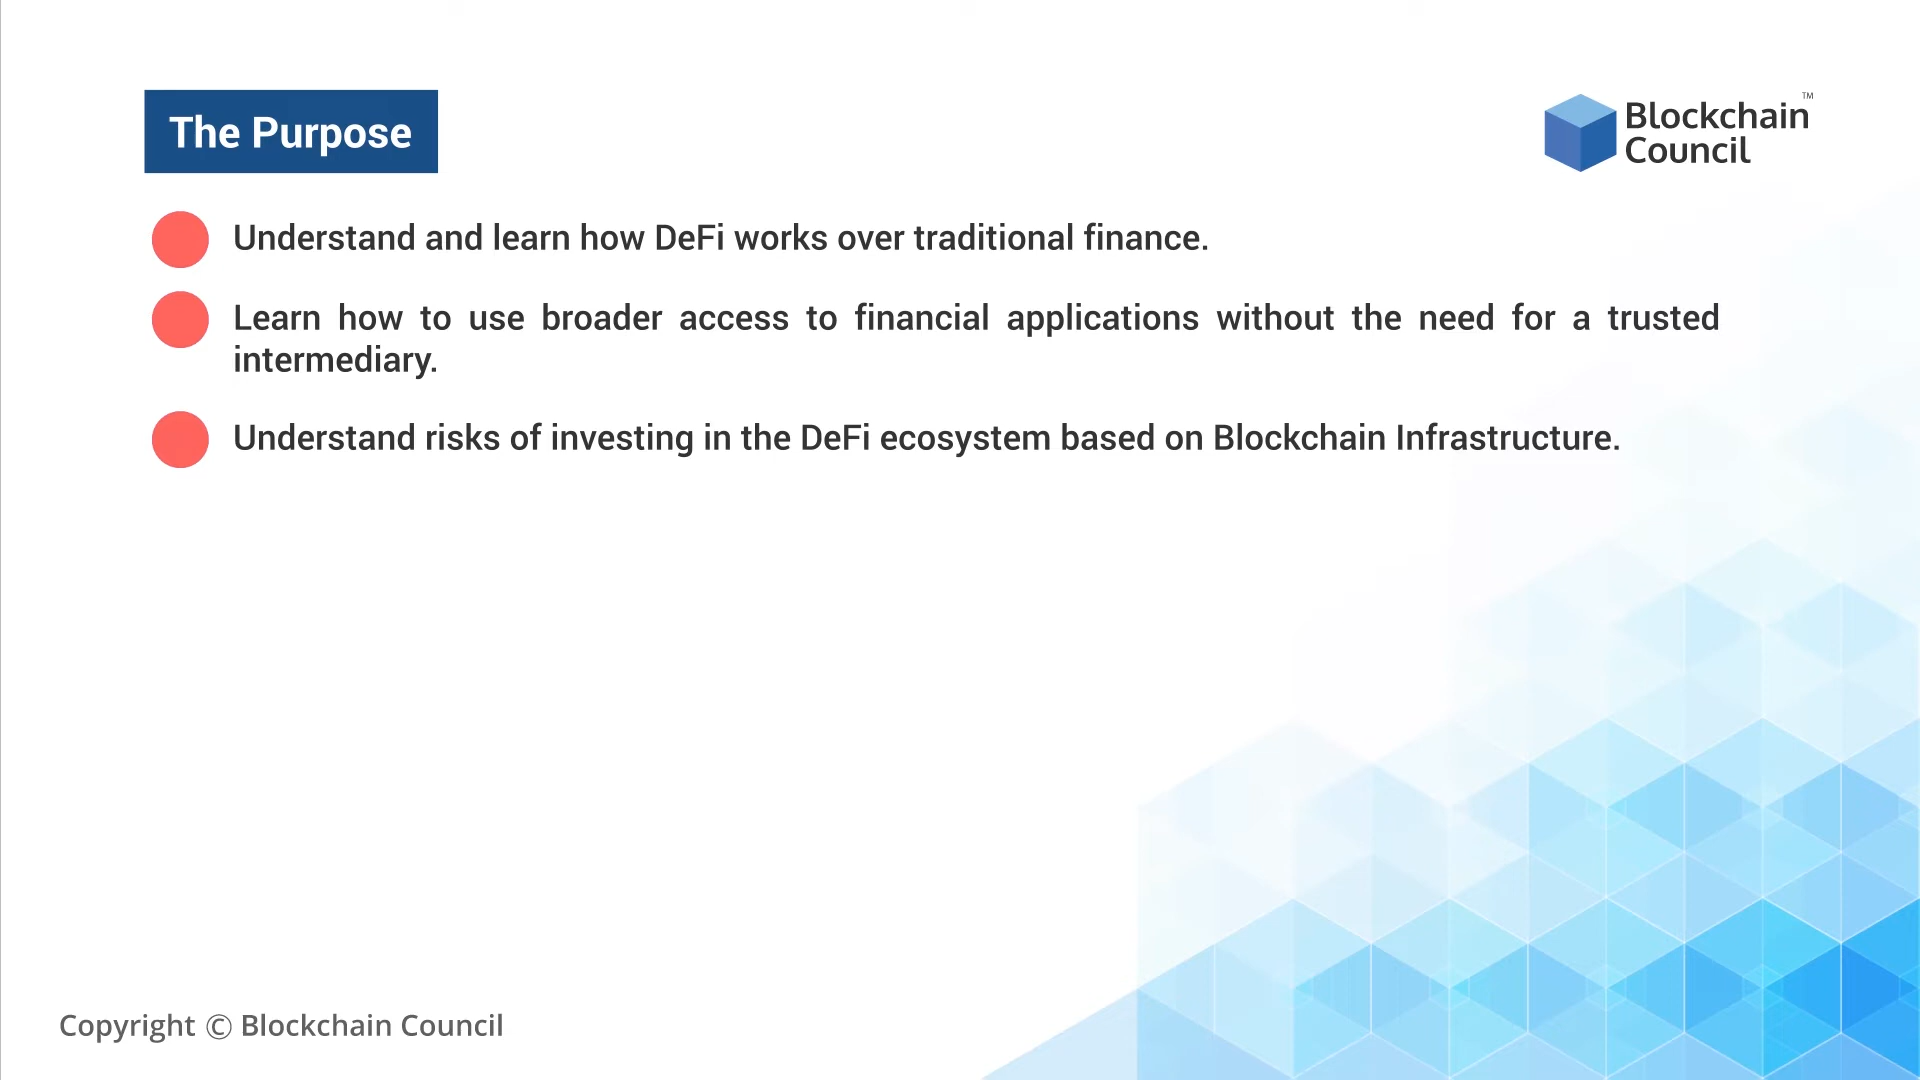 The Purpose
Blockchain™
Council
Understand and learn how DeFi works over traditional finance.
Learn how to use broader access to financial applications without the need for a trusted
intermediary.
Understand risks of investing in the DeFi ecosystem based on Blockchain Infrastructure.
Copyright © Blockchain Council